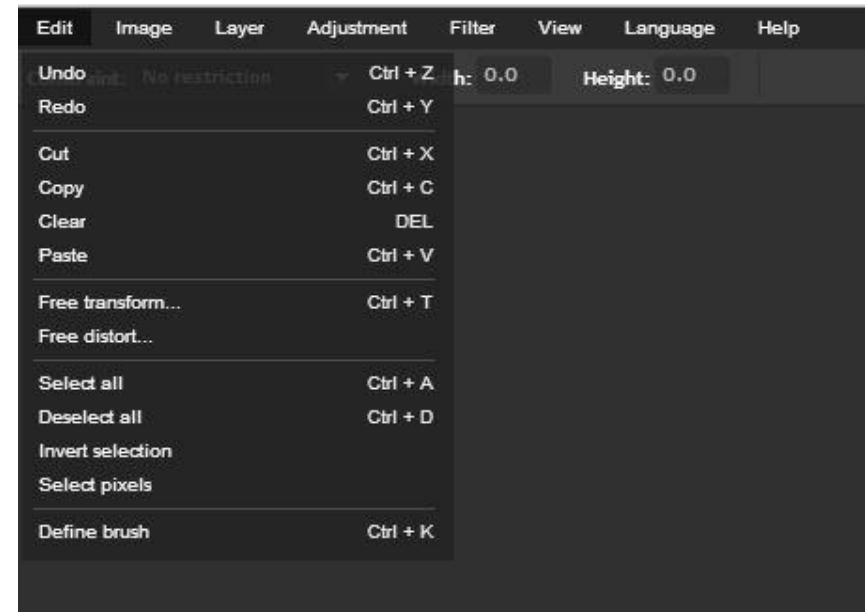 Edit Image Layer Adjustment Filter View Language Help
Undo Ctrl + Z
No restriction h: 0.0 Height: 0.0
Redo Ctrl + Y
Cut Ctrl + X
Copy Ctrl + C
Clear DEL
Paste Ctrl + V
Free transform... Ctrl + T
Free distort...
Select all Ctrl + A
Deselect all Ctrl + D
Invert selection
Select pixels
Define brush Ctrl + K